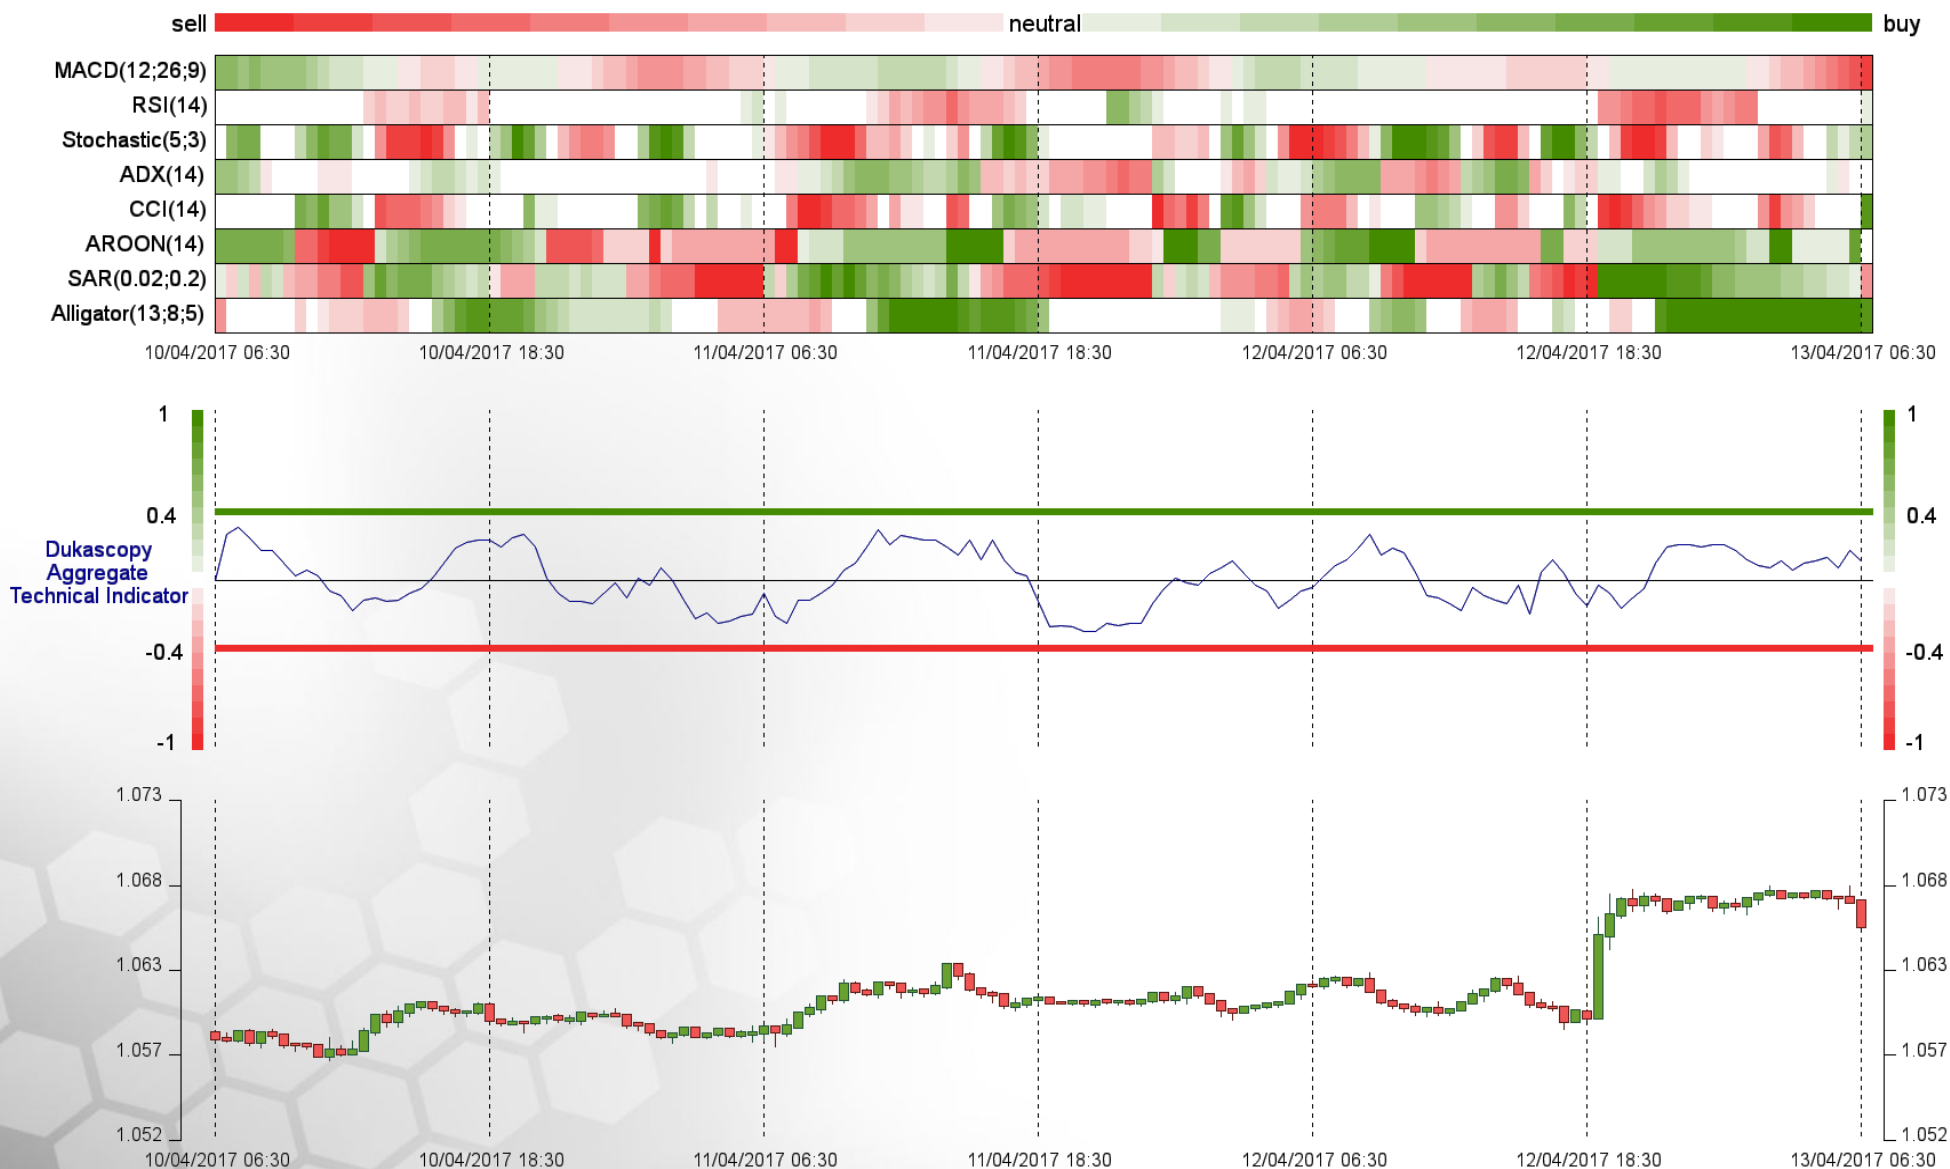 sell neutral buy
MACD(12;26;9)
RSI(14)
Stochastic(5;3)
ADX(14)
CCI(14)
AROON(14)
SAR(0.02;0.2)
Alligator(13;8;5)
10/04/2017 06:30 10/04/2017 18:30 11/04/2017 06:30 11/04/2017 18:30 12/04/2017 06:30 12/04/2017 18:30 13/04/2017 06:30
1 1
0.4 0.4
Dukascopy
Aggregate
Technical Indicator
-0.4 -0.4
-1 -1
1.073 1.073
1.068 1.068
1.063 1.063
1.057 1.057
1.052 1.052
10/04/2017 06:30 10/04/2017 18:30 11/04/2017 06:30 11/04/2017 18:30 12/04/2017 06:30 12/04/2017 18:30 13/04/2017 06:30